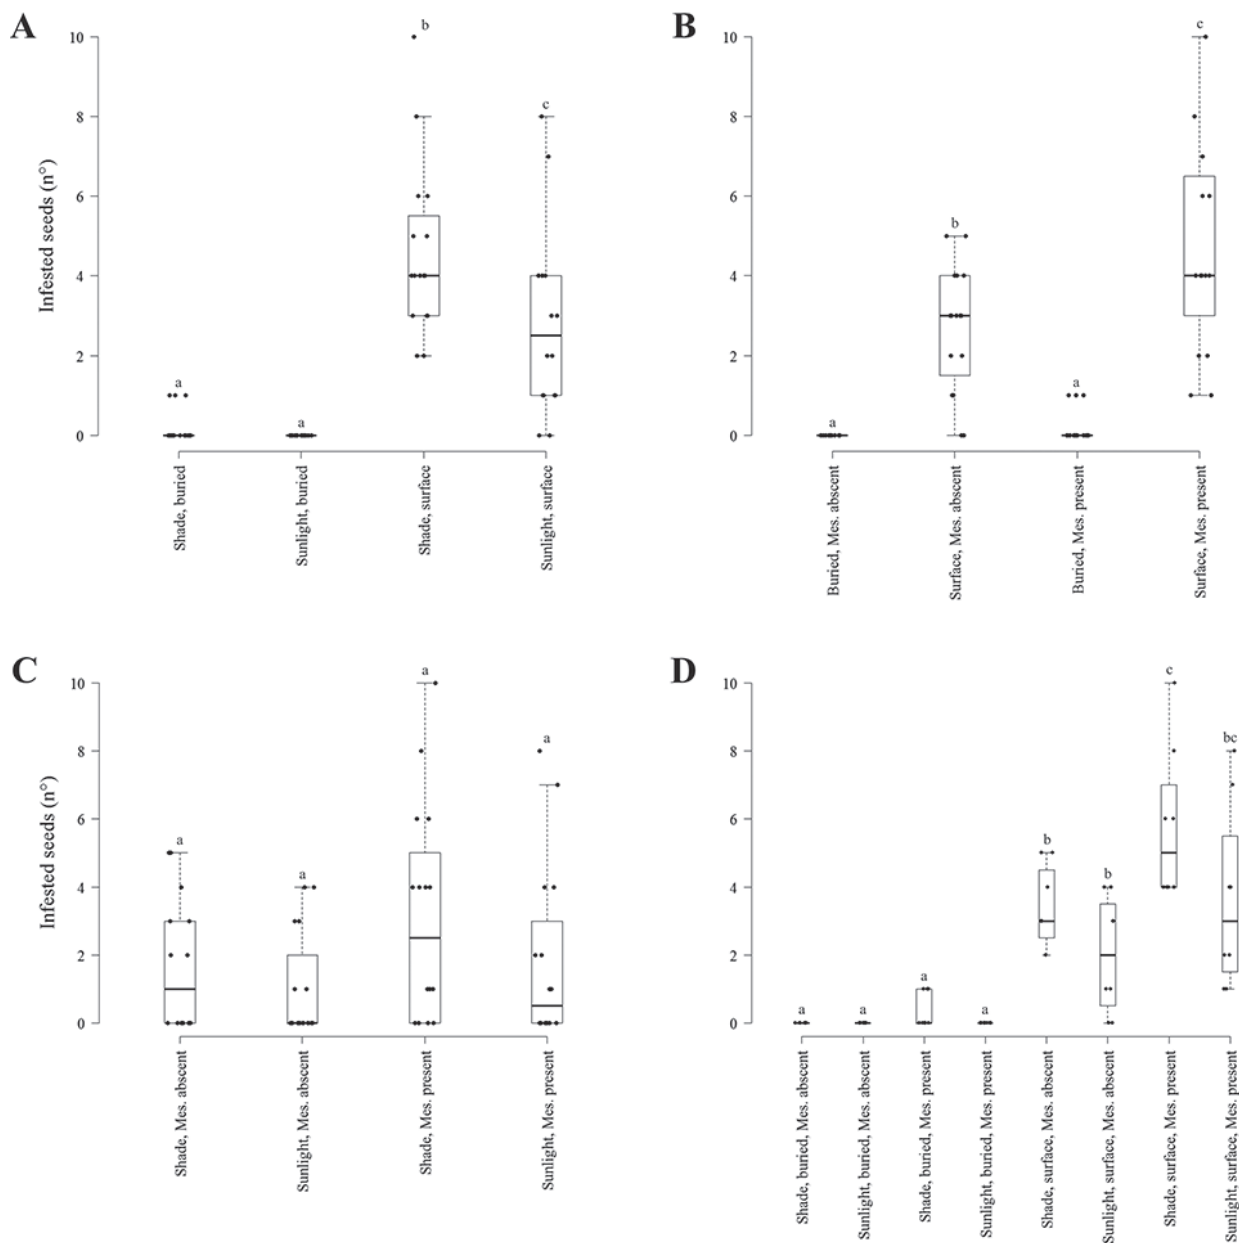 A
Infested seeds (n°)
10
8
6
4
2
0
a
a
b
c
Shade, buried
Sunlight, buried
Shade, surface
Sunlight, surface
B
10
8
6
4
2
0
a
b
a
c
Buried, Mes. abscent
Surface, Mes. abscent
Buried, Mes. present
Surface, Mes. present
C
Infested seeds (n°)
10
8
6
4
2
0
a
a
a
a
Shade, Mes. abscent
Sunlight, Mes. abscent
Shade, Mes. present
Sunlight, Mes. present
D
10
8
6
4
2
0
a
a
a
a
b
b
c
bc
Shade, buried, Mes. abscent
Sunlight, buried, Mes. abscent
Shade, buried, Mes. present
Sunlight, buried, Mes. present
Shade, surface, Mes. abscent
Sunlight, surface, Mes. abscent
Shade, surface, Mes. present
Sunlight, surface, Mes. present